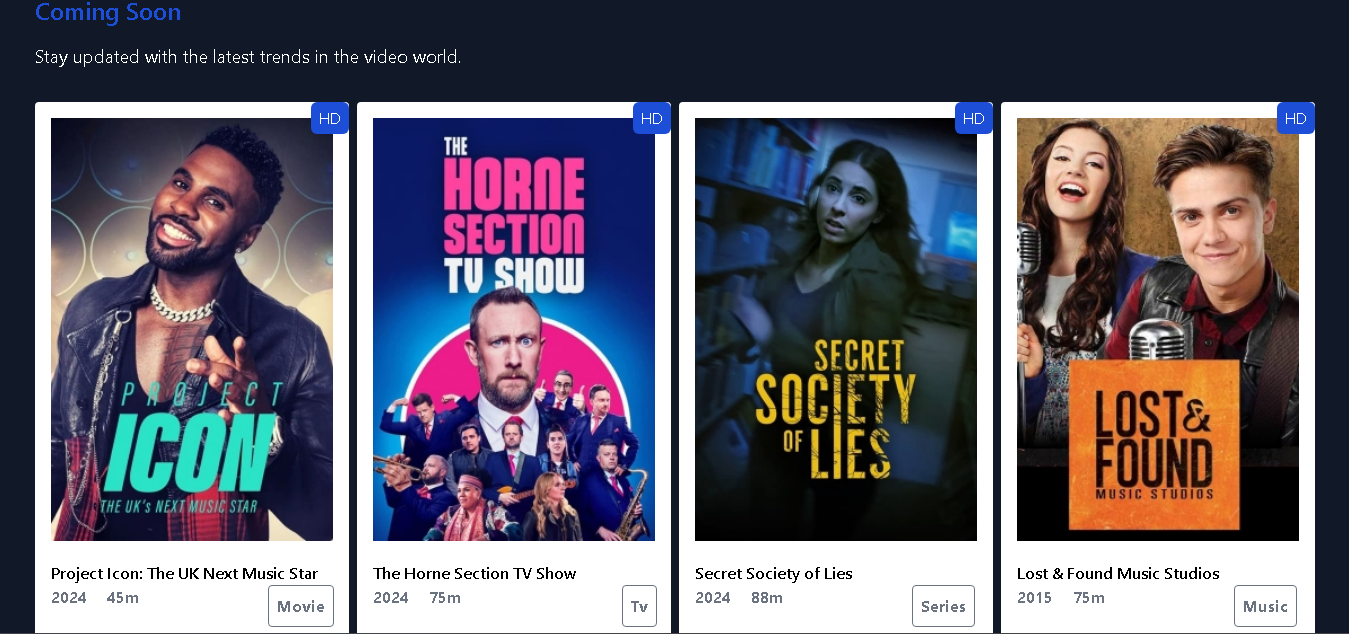 Coming Soon
Stay updated with the latest trends in the video world.
HD
PROJECT
ICON
THE UK's NEXT MUSIC STAR
Project Icon: The UK Next Music Star
2024 45m
Movie
HD
THE
HORNE
SECTION
TV SHOW
The Horne Section TV Show
2024 75m
Tv
HD
SECRET
SOCIETY
OF LIES
Secret Society of Lies
2024 88m
Series
HD
LOST&
FOUND
MUSIC STUDIOS
Lost & Found Music Studios
2015 75m
Music